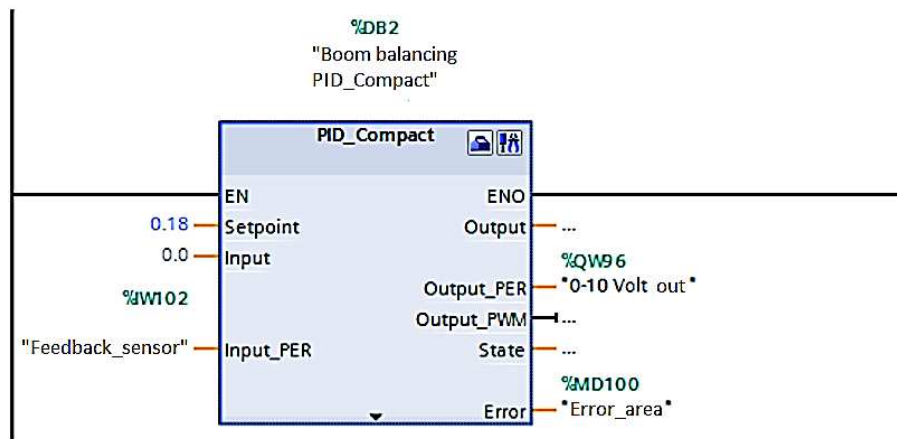 %DB2
"Boom balancing
PID_Compact"
PID_Compact
EN ENO
0.18 Setpoint Output ...
0.0 Input
%QW96
Output_PER "0-10 Volt out"
%IW102
Output_PWM ...
"Feedback_sensor" Input_PER State ...
%MD100
Error "Error_area"